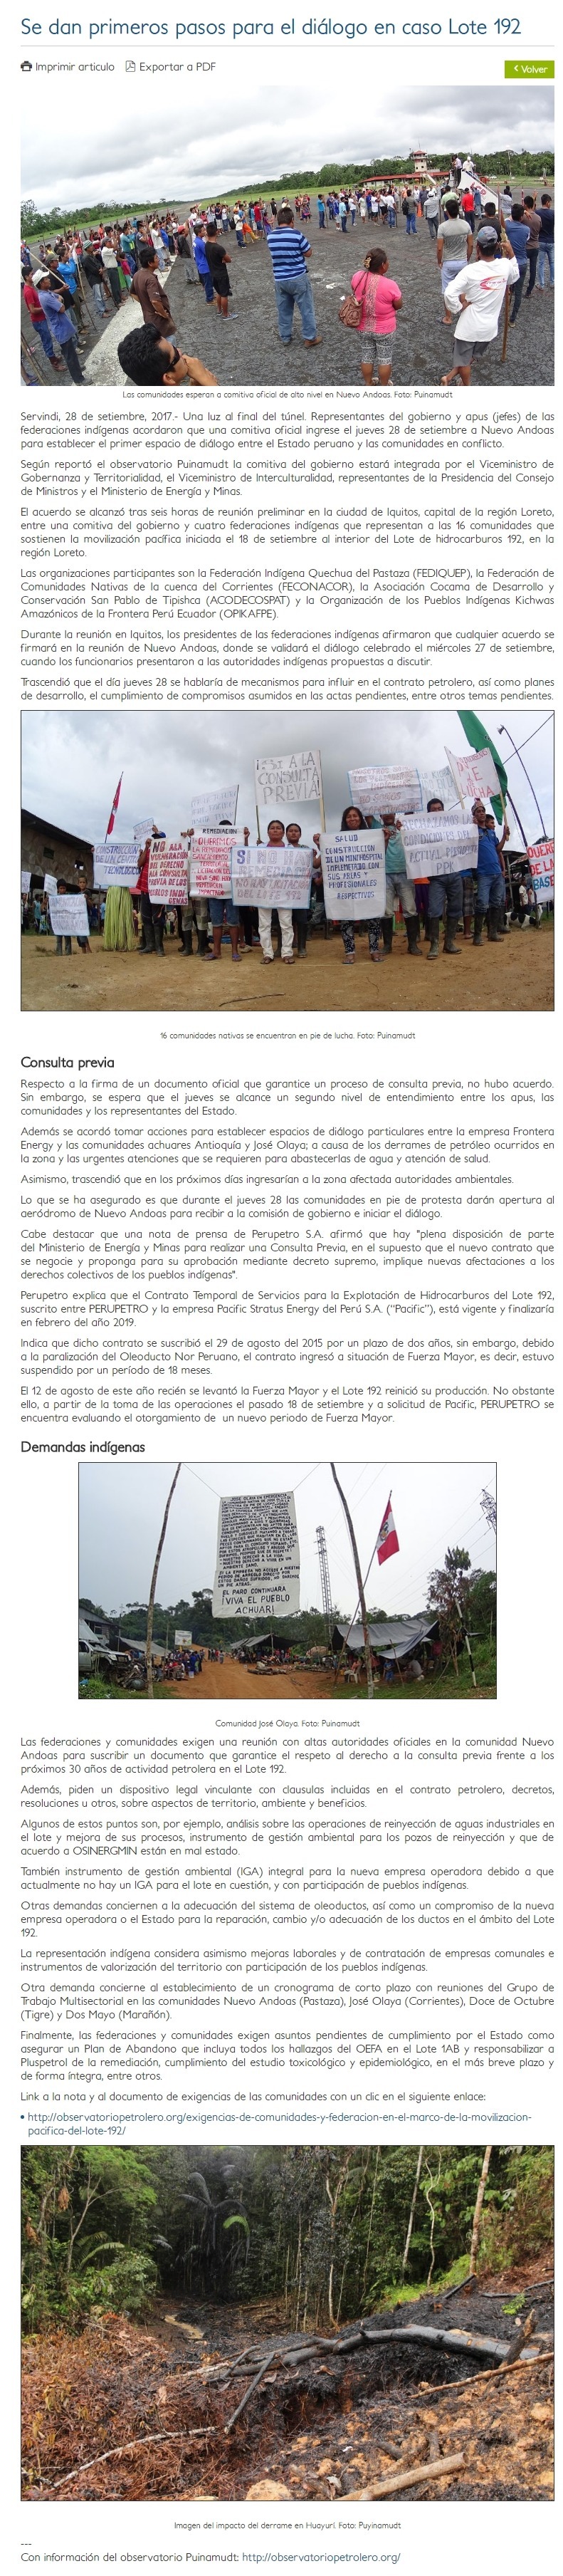 Se dan primeros pasos para el diálogo en caso Lote 192
Imprimir articulo Exportar a PDF
Volver
Las comunidades esperan a comitiva oficial de alto nivel en Nuevo Andoas. Foto: Puinamudt
Servindi, 28 de setiembre, 2017.- Una luz al final del túnel. Representantes del gobierno y apus (jefes) de las
federaciones indígenas acordaron que una comitiva oficial ingrese el jueves 28 de setiembre a Nuevo Andoas
para establecer el primer espacio de diálogo entre el Estado peruano y las comunidades en conflicto.
Según reportó el observatorio Puinamudt la comitiva del gobierno estará integrada por el Viceministro de
Gobernanza y Territorialidad, el Viceministro de Interculturalidad, representantes de la Presidencia del Consejo
de Ministros y el Ministerio de Energía y Minas.
El acuerdo se alcanzó tras seis horas de reunión preliminar en la ciudad de Iquitos, capital de la región Loreto,
entre una comitiva del gobierno y cuatro federaciones indígenas que representan a las 16 comunidades que
sostienen la movilización pacífica iniciada el 18 de setiembre al interior del Lote de hidrocarburos 192, en la
región Loreto.
Las organizaciones participantes son la Federación Indígena Quechua del Pastaza (FEDIQUEP), la Federación de
Comunidades Nativas de la cuenca del Corrientes (FECONACOR), la Asociación Cocama de Desarrollo y
Conservación San Pablo de Tipishca (ACODECOSPAT) y la Organización de los Pueblos Indígenas Kichwas
Amazónicos de la Frontera Perú Ecuador (OPIKAFPE).
Durante la reunión en Iquitos, los presidentes de las federaciones indígenas afirmaron que cualquier acuerdo se
firmará en la reunión de Nuevo Andoas, donde se validará el diálogo celebrado el miércoles 27 de setiembre,
cuando los funcionarios presentaron a las autoridades indígenas propuestas a discutir.
Trascendió que el día jueves 28 se hablaría de mecanismos para influir en el contrato petrolero, así como planes
de desarrollo, el cumplimiento de compromisos asumidos en las actas pendientes, entre otros temas pendientes.
¡SI A LA
CONSULTA
PREVIA!
CONSTRUCCION
DE UN CENTRO
TECNOLOGICO
NO A LA
VULNERACION
DEL DERECHO
A LA CONSULTA
PREVIA DE LOS
REMEDIACION
QUEREMOS
SALUD
CONSTRUCCION
DE UN MINI HOSPITAL
IMPLEMENTADO CON
SUS JELAS Y
PROFESIONALES
RESPECTIVOS
16 comunidades nativas se encuentran en pie de lucha. Foto: Puinamudt
Consulta previa
Respecto a la firma de un documento oficial que garantice un proceso de consulta previa, no hubo acuerdo.
Sin embargo, se espera que el jueves se alcance un segundo nivel de entendimiento entre los apus, las
comunidades y los representantes del Estado.
Además se acordó tomar acciones para establecer espacios de diálogo particulares entre la empresa Frontera
Energy y las comunidades achuares Antioquía y José Olaya; a causa de los derrames de petróleo ocurridos en
la zona y las urgentes atenciones que se requieren para abastecerlas de agua y atención de salud.
Asimismo, trascendió que en los próximos días ingresarían a la zona afectada autoridades ambientales.
Lo que se ha asegurado es que durante el jueves 28 las comunidades en pie de protesta darán apertura al
aeródromo de Nuevo Andoas para recibir a la comisión de gobierno e iniciar el diálogo.
Cabe destacar que una nota de prensa de Perupetro S.A. afirmó que hay "plena disposición de parte
del Ministerio de Energía y Minas para realizar una Consulta Previa, en el supuesto que el nuevo contrato que
se negocie y proponga para su aprobación mediante decreto supremo, implique nuevas afectaciones a los
derechos colectivos de los pueblos indígenas".
Perupetro explica que el Contrato Temporal de Servicios para la Explotación de Hidrocarburos del Lote 192,
suscrito entre PERUPETRO y la empresa Pacific Stratus Energy del Perú S.A. ("Pacific"), está vigente y finalizaría
en febrero del año 2019.
Indica que dicho contrato se suscribió el 29 de agosto del 2015 por un plazo de dos años, sin embargo, debido
a la paralización del Oleoducto Nor Peruano, el contrato ingresó a situación de Fuerza Mayor, es decir, estuvo
suspendido por un período de 18 meses.
El 12 de agosto de este año recién se levantó la Fuerza Mayor y el Lote 192 reinició su producción. No obstante
ello, a partir de la toma de las operaciones el pasado 18 de setiembre y a solicitud de Pacific, PERUPETRO se
encuentra evaluando el otorgamiento de un nuevo periodo de Fuerza Mayor.
Demandas indígenas
EL PARO CONTINUARA
¡VIVA EL PUEBLO
ACHUAR!
Comunidad José Olaya. Foto: Puinamudt
Las federaciones y comunidades exigen una reunión con altas autoridades oficiales en la comunidad Nuevo
Andoas para suscribir un documento que garantice el respeto al derecho a la consulta previa frente a los
próximos 30 años de actividad petrolera en el Lote 192.
Además, piden un dispositivo legal vinculante con clausulas incluidas en el contrato petrolero, decretos,
resoluciones u otros, sobre aspectos de territorio, ambiente y beneficios.
Algunos de estos puntos son, por ejemplo, análisis sobre las operaciones de reinyección de aguas industriales en
el lote y mejora de sus procesos, instrumento de gestión ambiental para los pozos de reinyección y que de
acuerdo a OSINERGMIN están en mal estado.
También instrumento de gestión ambiental (IGA) integral para la nueva empresa operadora debido a que
actualmente no hay un IGA para el lote en cuestión, y con participación de pueblos indígenas.
Otras demandas conciernen a la adecuación del sistema de oleoductos, así como un compromiso de la nueva
empresa operadora o el Estado para la reparación, cambio y/o adecuación de los ductos en el ámbito del Lote
192.
La representación indígena considera asimismo mejoras laborales y de contratación de empresas comunales e
instrumentos de valorización del territorio con participación de los pueblos indígenas.
Otra demanda concierne al establecimiento de un cronograma de corto plazo con reuniones del Grupo de
Trabajo Multisectorial en las comunidades Nuevo Andoas (Pastaza), José Olaya (Corrientes), Doce de Octubre
(Tigre) y Dos Mayo (Marañón).
Finalmente, las federaciones y comunidades exigen asuntos pendientes de cumplimiento por el Estado como
asegurar un Plan de Abandono que incluya todos los hallazgos del OEFA en el Lote 1AB y responsabilizar a
Pluspetrol de la remediación, cumplimiento del estudio toxicológico y epidemiológico, en el más breve plazo y
de forma íntegra, entre otros.
Link a la nota y al documento de exigencias de las comunidades con un clic en el siguiente enlace:
• http://observatoriopetrolero.org/exigencias-de-comunidades-y-federacion-en-el-marco-de-la-movilizacion-
pacifica-del-lote-192/
Imagen del impacto del derrame en Huayurí. Foto: Puyinamudt
---
Con información del observatorio Puinamudt: http://observatoriopetrolero.org/